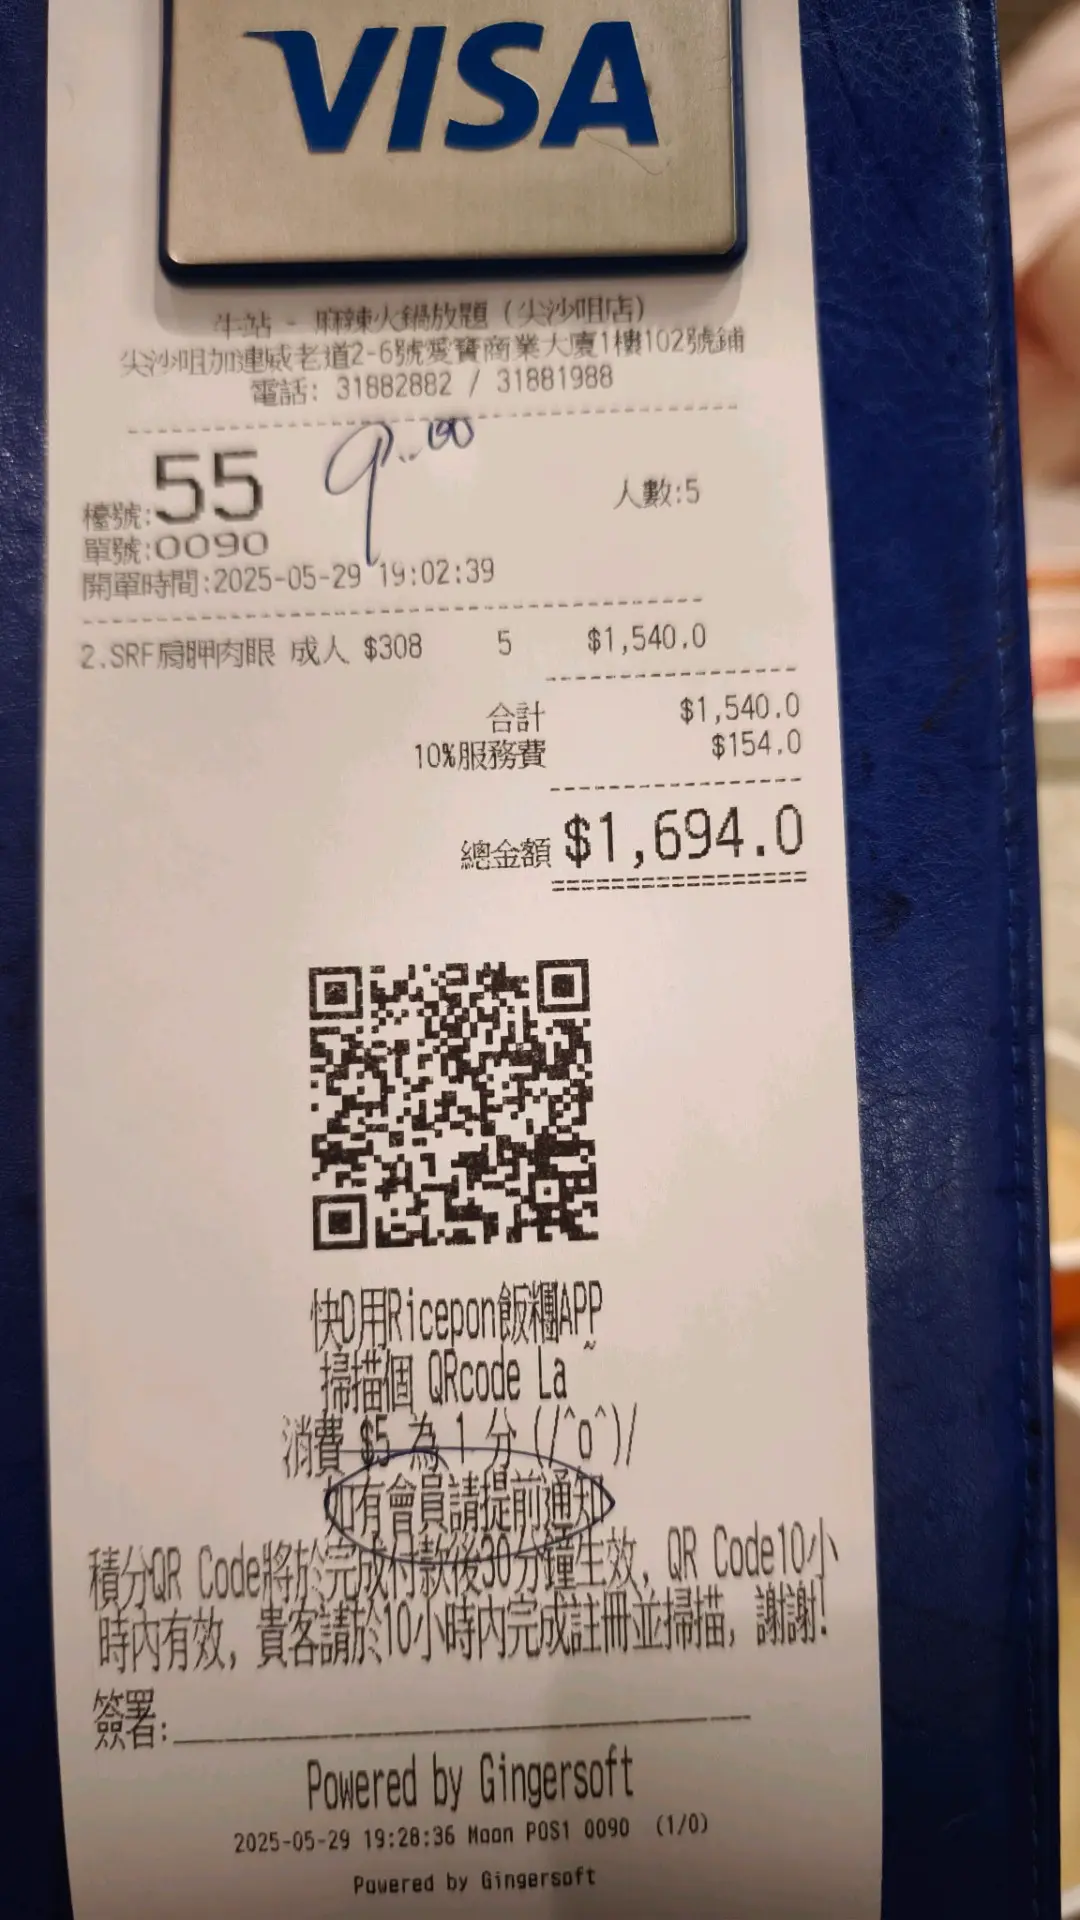 VISA
牛站 - 麻辣火鍋放題 (尖沙咀店)
尖沙咀加連威老道2-6號愛賓商業大廈1樓102號鋪
電話: 31882882 / 31881988
9:00
檯號:55
人數:5
單號:0090
開單時間:2025-05-29 19:02:39
2.SRF肩胛肉眼 成人 $308 5 $1,540.0
合計 $1,540.0
10%服務費 $154.0
總金額 $1,694.0
快D用Ricepon飯糰APP
掃描個 QRcode La~
消費 $5 為 1 分 (/^o^)/
如有會員請提前通知
積分QR Code將於完成付款後30分鐘生效, QR Code10小
時內有效, 貴客請於10小時內完成註冊並掃描, 謝謝!
簽署:
Powered by Gingersoft
2025-05-29 19:28:36 Moon POS1 0090 (1/0)
Powered by Gingersoft